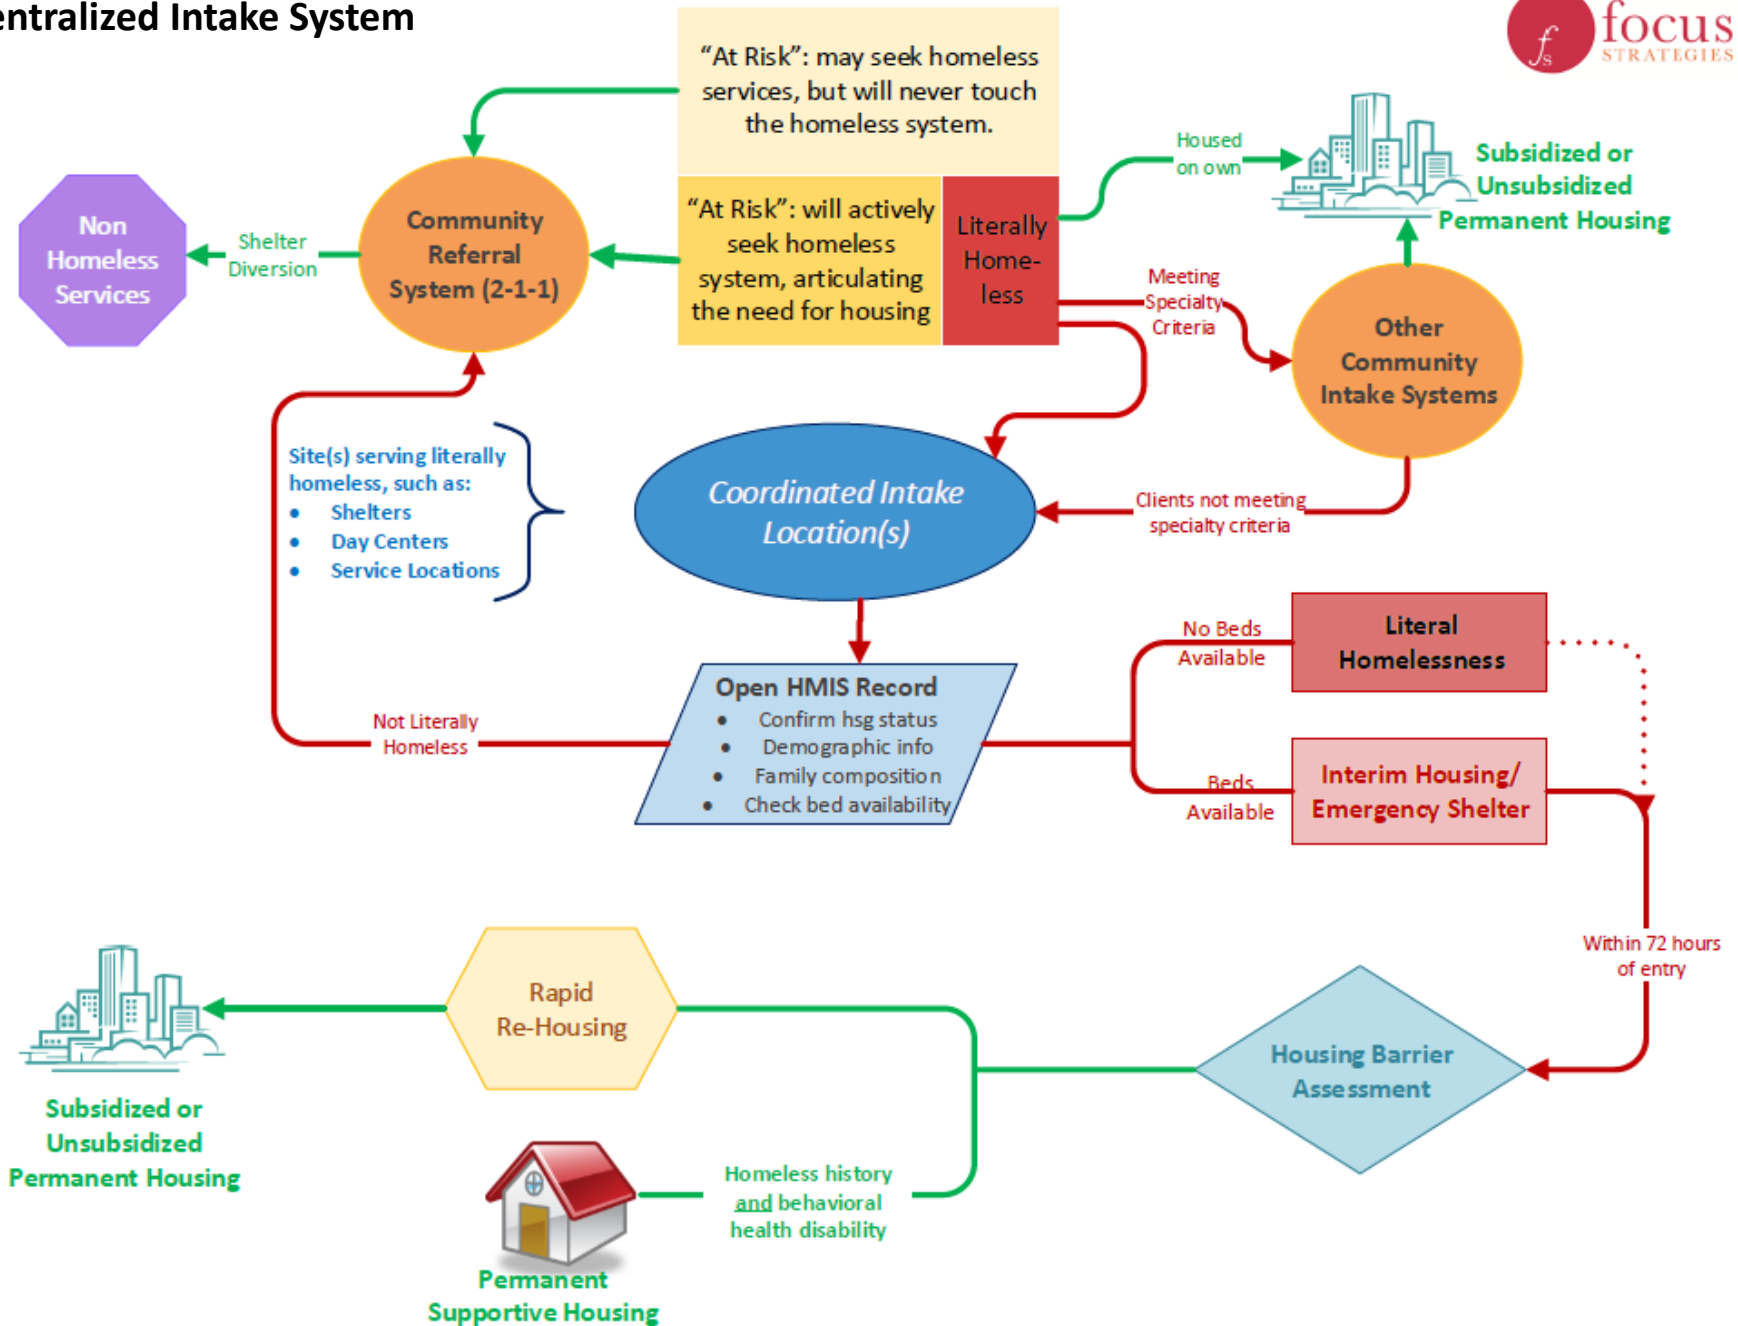 entralized Intake System
focus
STRATEGIES
fs
"At Risk": may seek homeless
services, but will never touch
the homeless system.
"At Risk": will actively
seek homeless
system, articulating
the need for housing
Literally
Home-
less
Housed
on own
Subsidized or
Unsubsidized
Permanent Housing
Non
Homeless
Services
Shelter
Diversion
Community
Referral
System (2-1-1)
Meeting
Specialty
Criteria
Other
Community
Intake Systems
Site(s) serving literally
homeless, such as:
● Shelters
● Day Centers
● Service Locations
Coordinated Intake
Location(s)
Clients not meeting
specialty criteria
No Beds
Available
Literal
Homelessness
Open HMIS Record
● Confirm hsg status
● Demographic info
● Family composition
● Check bed availability
Not Literally
Homeless
Beds
Available
Interim Housing/
Emergency Shelter
Within 72 hours
of entry
Rapid
Re-Housing
Housing Barrier
Assessment
Subsidized or
Unsubsidized
Permanent Housing
Homeless history
and behavioral
health disability
Permanent
Supportive Housing